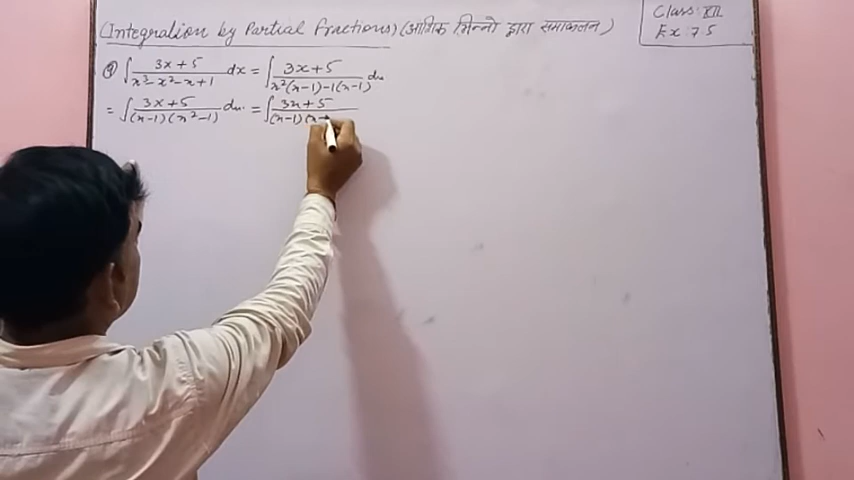 (Integration by Partial Fractions) (आंशिक भिन्नो द्वारा समाकलन)
Class: XII
Ex: 7.5
9) ∫ (3x+5)/(x³-x²-x+1) dx = ∫ (3x+5)/(x²(x-1)-1(x-1)) dx
= ∫ (3x+5)/((x-1)(x²-1)) dx = ∫ (3x+5)/((x-1)(x